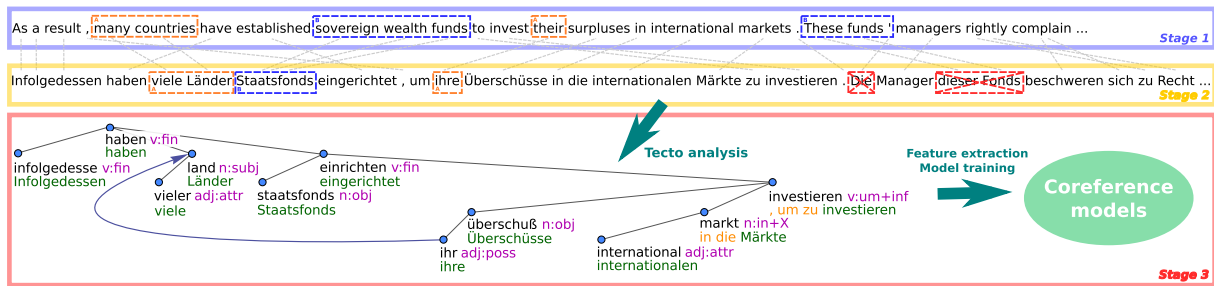 As a result , many countries have established sovereign wealth funds to invest their surpluses in international markets . These funds ' managers rightly complain ...
A
B
A
B
Stage 1
Infolgedessen haben viele Länder Staatsfonds eingerichtet , um ihre Überschüsse in die internationalen Märkte zu investieren . Die Manager dieser Fonds beschweren sich zu Recht ...
A
B
A
Stage 2
haben v:fin
haben
infolgedesse v:fin
Infolgedessen
land n:subj
Länder
einrichten v:fin
eingerichtet
vieler adj:attr
viele
staatsfonds n:obj
Staatsfonds
Tecto analysis
investieren v:um+inf
, um zu investieren
überschuß n:obj
Überschüsse
markt n:in+X
in die Märkte
ihr adj:poss
ihre
international adj:attr
internationalen
Feature extraction
Model training
Coreference
models
Stage 3